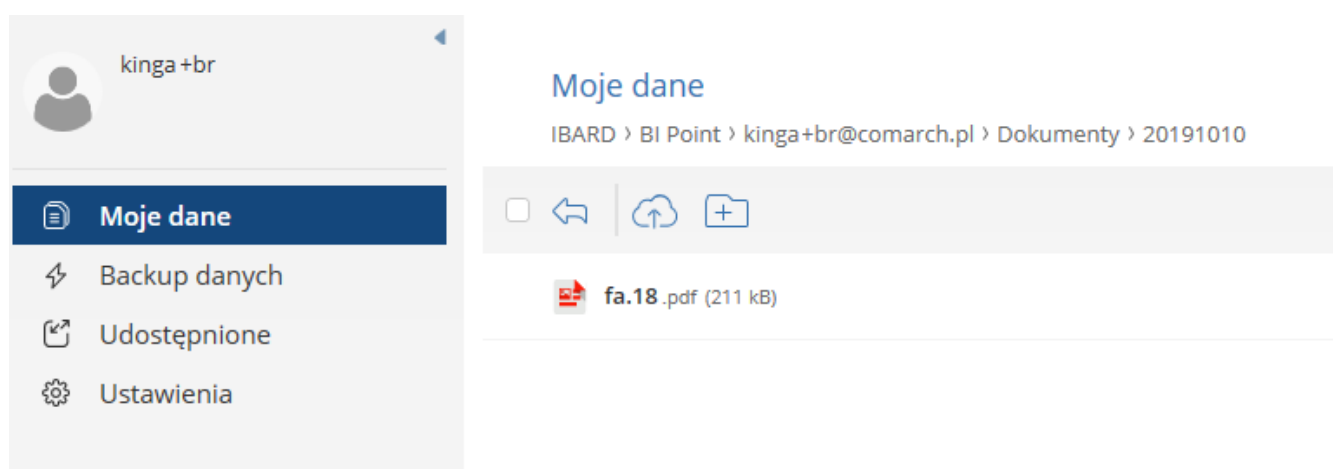 kinga+br
Moje dane
Backup danych
Udostępnione
Ustawienia
Moje dane
IBARD › BI Point › kinga+br@comarch.pl › Dokumenty › 20191010
fa.18 .pdf (211 kB)